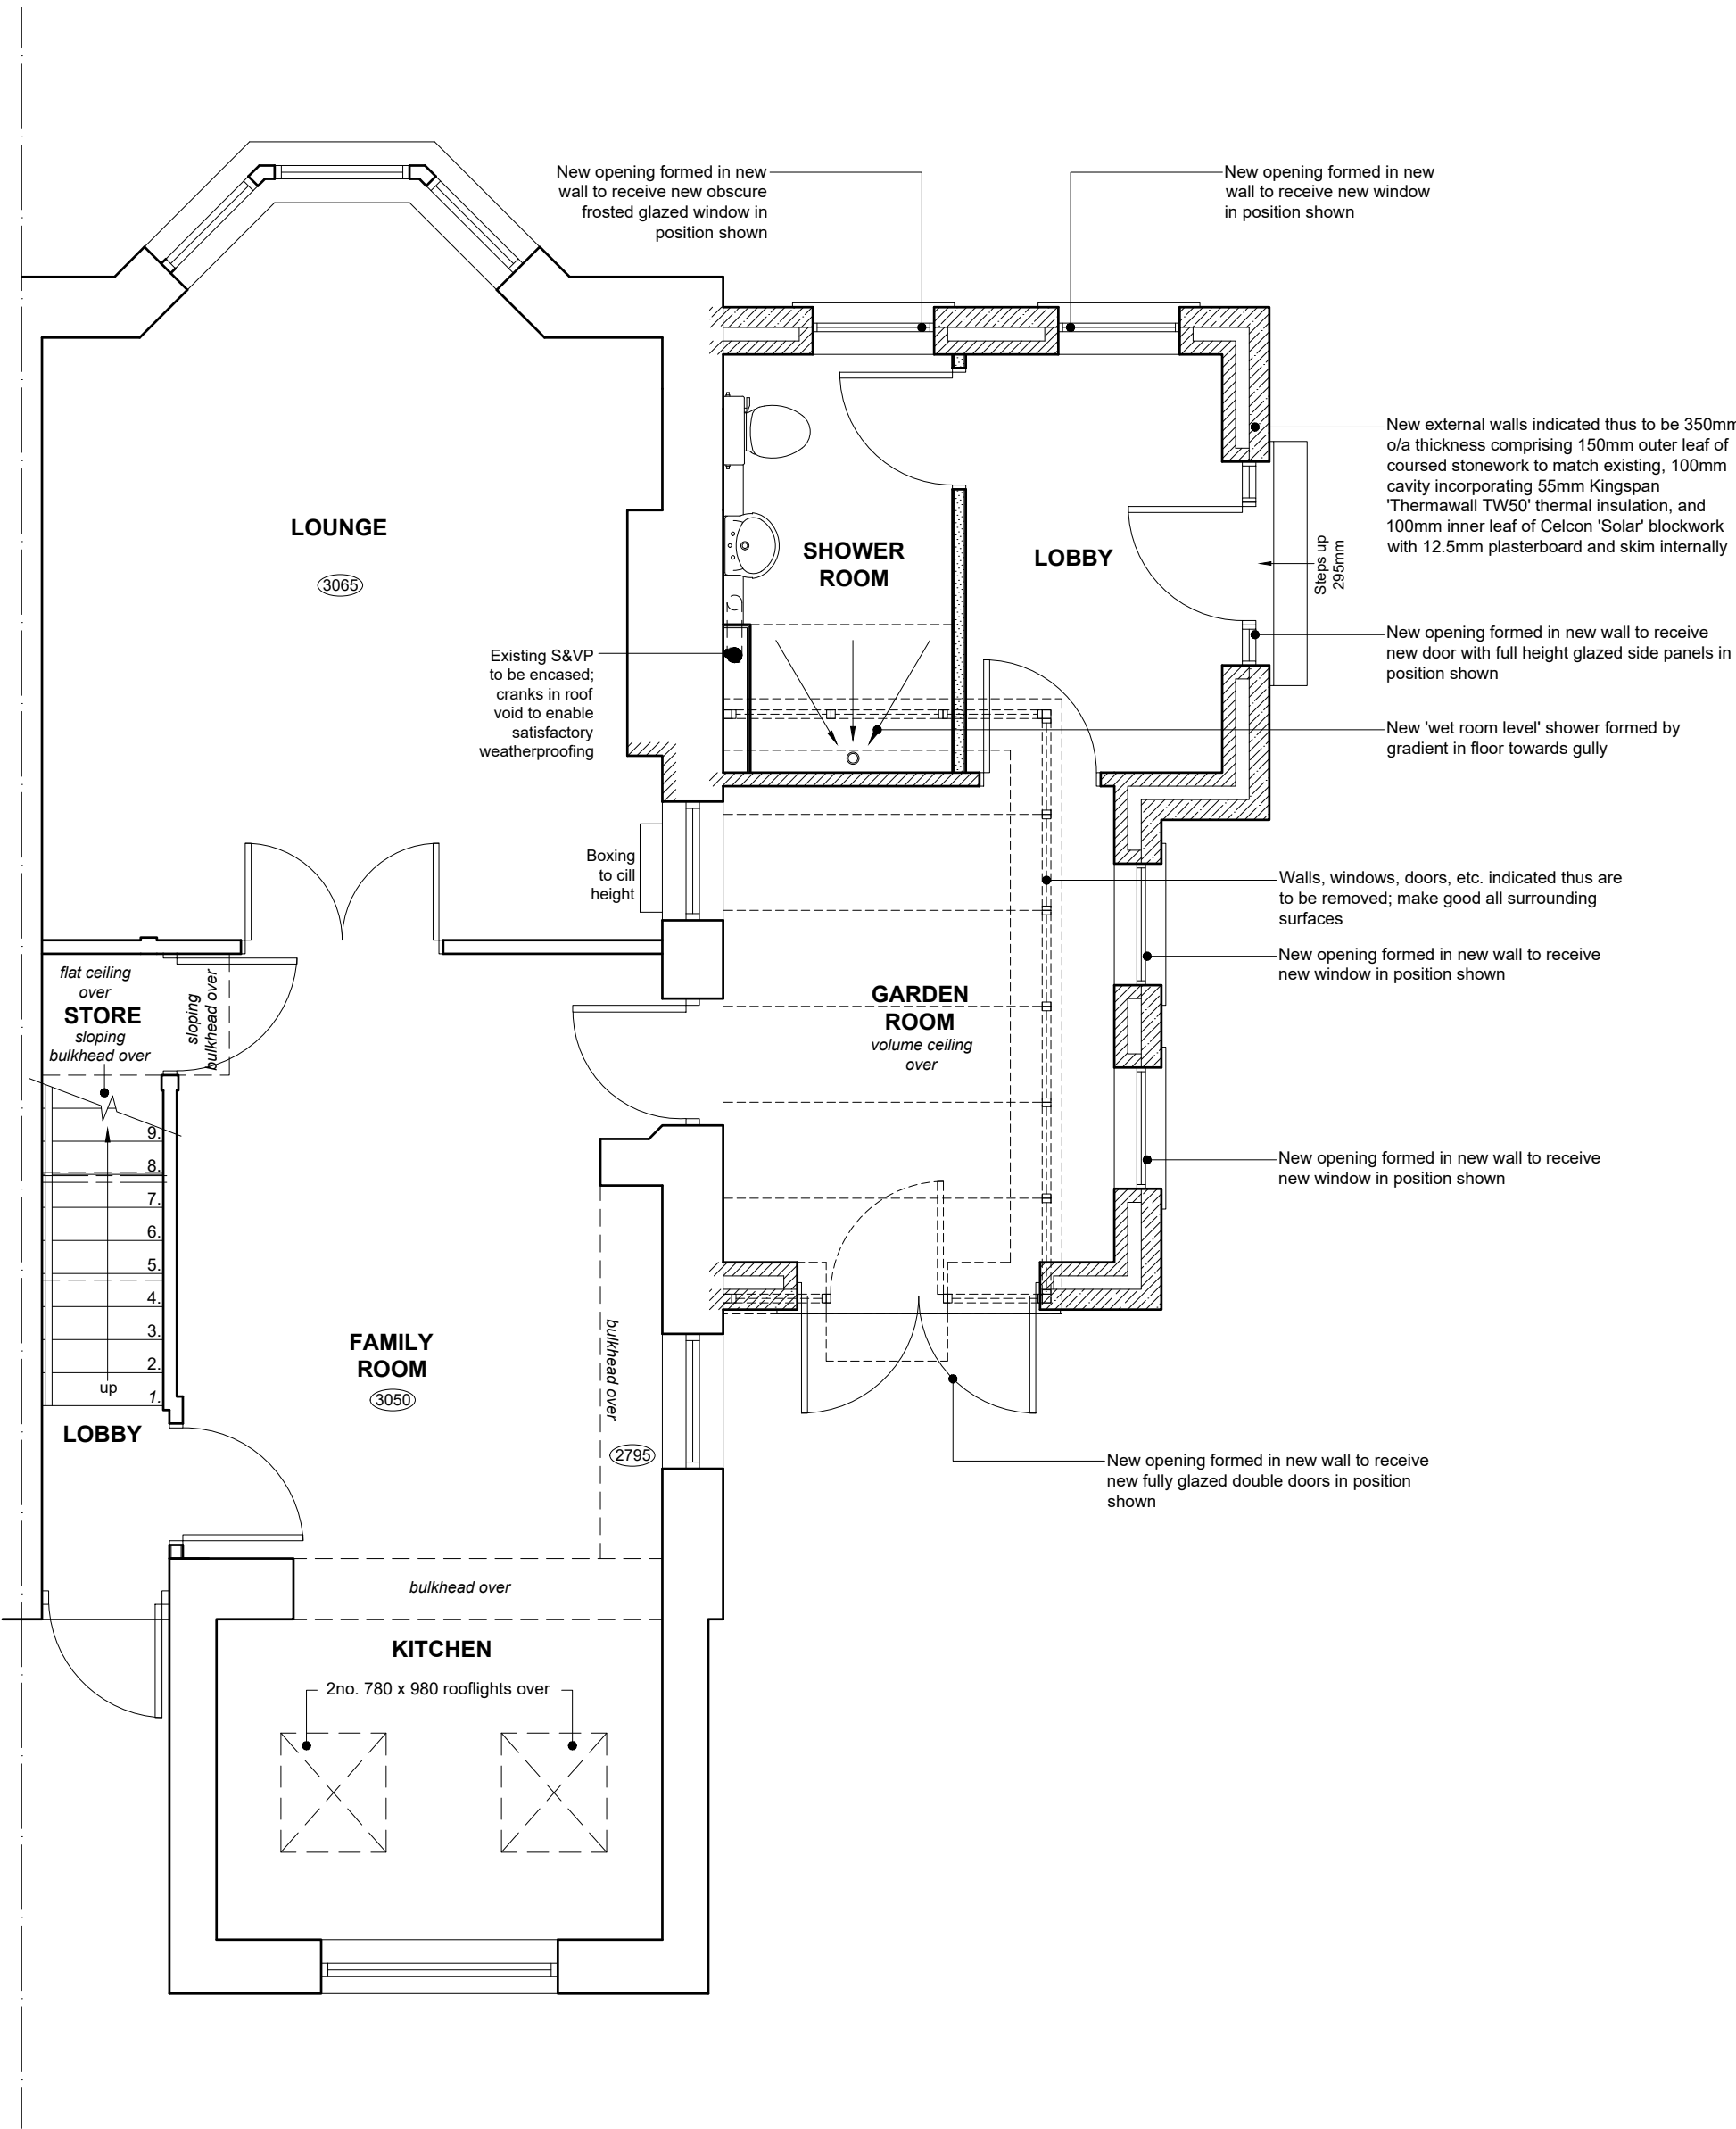 New opening formed in new
wall to receive new obscure
frosted glazed window in
position shown
New opening formed in new
wall to receive new window
in position shown
New external walls indicated thus to be 350mm
o/a thickness comprising 150mm outer leaf of
coursed stonework to match existing, 100mm
cavity incorporating 55mm Kingspan
'Thermawall TW50' thermal insulation, and
100mm inner leaf of Celcon 'Solar' blockwork
with 12.5mm plasterboard and skim internally
LOUNGE
3065
SHOWER
ROOM
LOBBY
Steps up
295mm
New opening formed in new wall to receive
new door with full height glazed side panels in
position shown
Existing S&VP
to be encased;
cranks in roof
void to enable
satisfactory
weatherproofing
New 'wet room level' shower formed by
gradient in floor towards gully
Boxing
to cill
height
Walls, windows, doors, etc. indicated thus are
to be removed; make good all surrounding
surfaces
New opening formed in new wall to receive
new window in position shown
flat ceiling
over
STORE
sloping
bulkhead over
sloping
bulkhead over
GARDEN
ROOM
volume ceiling
over
9.
8.
7.
6.
5.
4.
3.
2.
1.
up
New opening formed in new wall to receive
new window in position shown
FAMILY
ROOM
3050
bulkhead over
2795
LOBBY
New opening formed in new wall to receive
new fully glazed double doors in position
shown
bulkhead over
KITCHEN
2no. 780 x 980 rooflights over